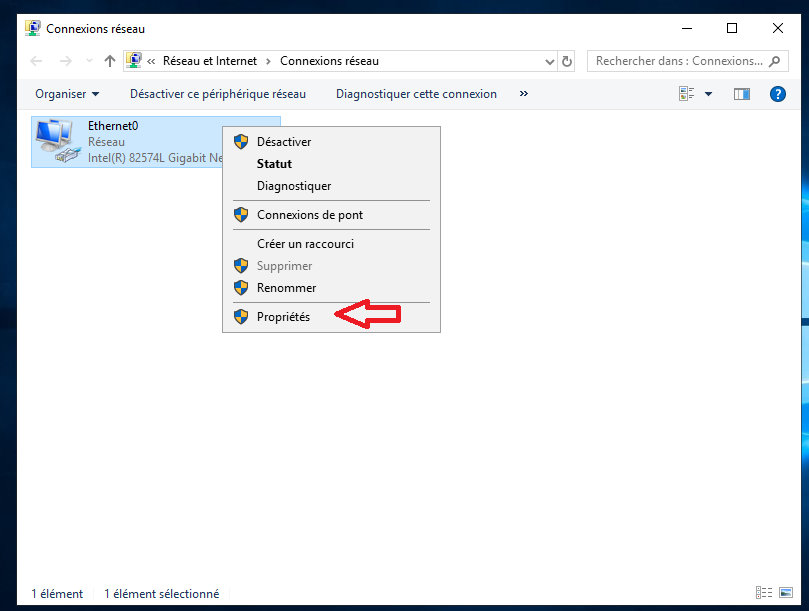 Connexions réseau
« Réseau et Internet > Connexions réseau
Rechercher dans : Connexions...
Organiser
Désactiver ce périphérique réseau
Diagnostiquer cette connexion
»
Ethernet0
Réseau
Intel(R) 82574L Gigabit Ne
Désactiver
Statut
Diagnostiquer
Connexions de pont
Créer un raccourci
Supprimer
Renommer
Propriétés
1 élément
1 élément sélectionné